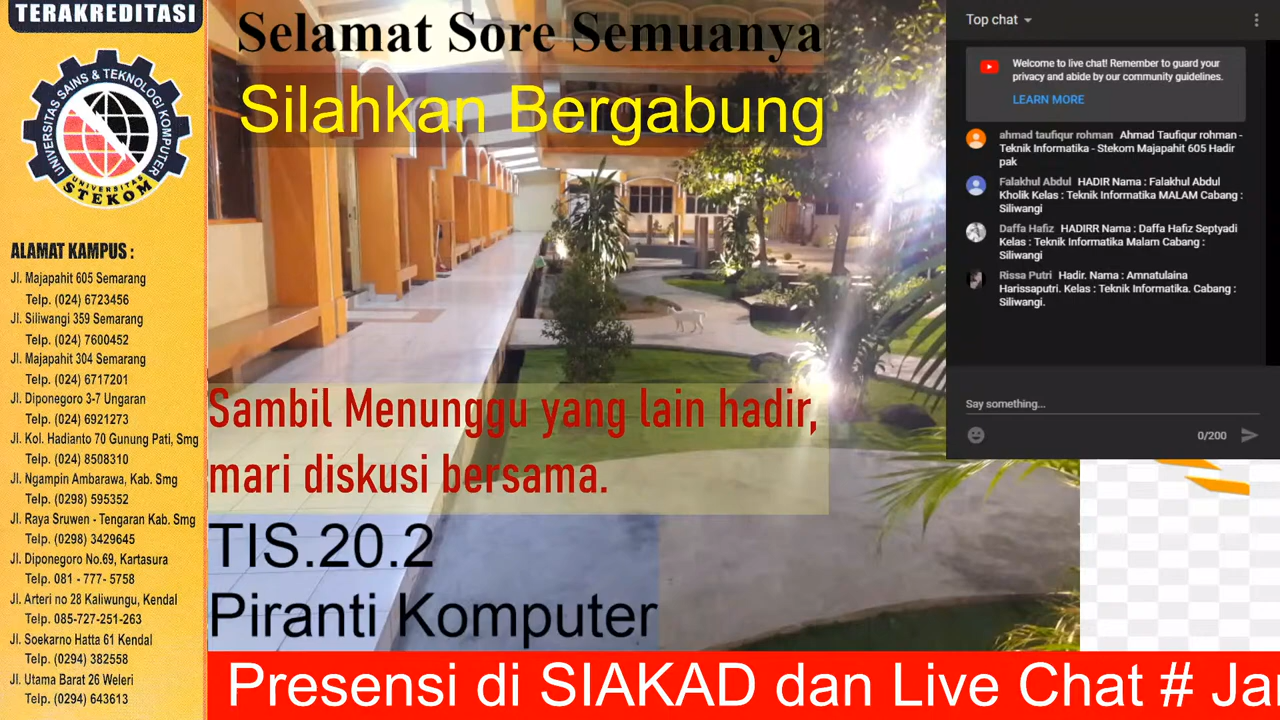 TERAKREDITASI
UNIVERSITAS SAINS & TEKNOLOGI KOMPUTER
UNIVERSITAS
STEKOM
ALAMAT KAMPUS :
Jl. Majapahit 605 Semarang
Telp. (024) 6723456
Jl. Siliwangi 359 Semarang
Telp. (024) 7600452
Jl. Majapahit 304 Semarang
Telp. (024) 6717201
Jl. Diponegoro 3-7 Ungaran
Telp. (024) 6921273
Jl. Kol. Hadianto 70 Gunung Pati, Smg
Telp. (024) 8508310
Jl. Ngampin Ambarawa, Kab. Smg
Telp. (0298) 595352
Jl. Raya Sruwen - Tengaran Kab. Smg
Telp. (0298) 3429645
Jl. Diponegoro No.69, Kartasura
Telp. 081 - 777- 5758
Jl. Arteri no 28 Kaliwungu, Kendal
Telp. 085-727-251-263
Jl. Soekarno Hatta 61 Kendal
Telp. (0294) 382558
Jl. Utama Barat 26 Weleri
Telp. (0294) 643613
Selamat Sore Semuanya
Silahkan Bergabung
Sambil Menunggu yang lain hadir,
mari diskusi bersama.
TIS.20.2
Piranti Komputer
Presensi di SIAKAD dan Live Chat # Jar
Top chat
Welcome to live chat! Remember to guard your
privacy and abide by our community guidelines.
LEARN MORE
ahmad taufiqur rohman Ahmad Taufiqur rohman -
Teknik Informatika - Stekom Majapahit 605 Hadir
pak
Falakhul Abdul HADIR Nama : Falakhul Abdul
Kholik Kelas : Teknik Informatika MALAM Cabang :
Siliwangi
Daffa Hafiz HADIRR Nama : Daffa Hafiz Septyadi
Kelas : Teknik Informatika Malam Cabang :
Siliwangi
Rissa Putri Hadir. Nama : Amnatulaina
Harissaputri. Kelas : Teknik Informatika. Cabang :
Siliwangi.
Say something...
0/200